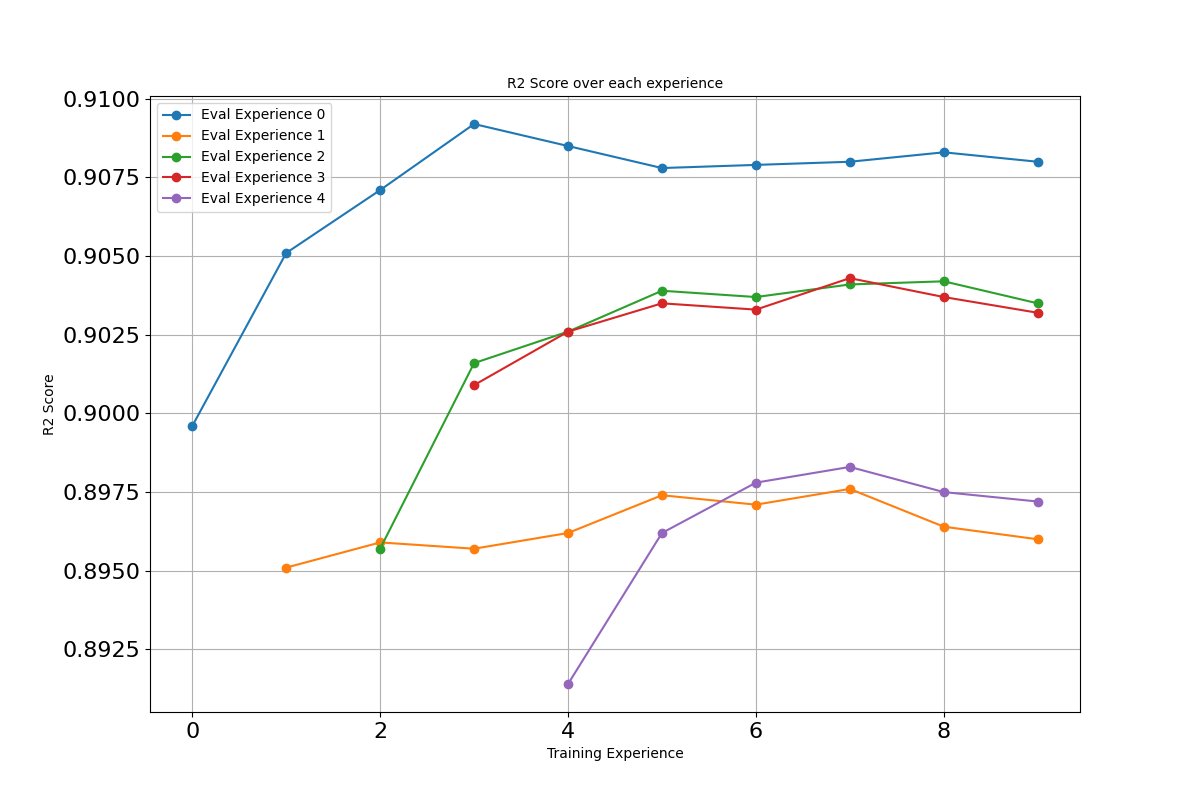 R2 Score over each experience
0.9100
0.9075
0.9050
0.9025
0.9000
0.8975
0.8950
0.8925
R2 Score
Eval Experience 0
Eval Experience 1
Eval Experience 2
Eval Experience 3
Eval Experience 4
0 2 4 6 8
Training Experience